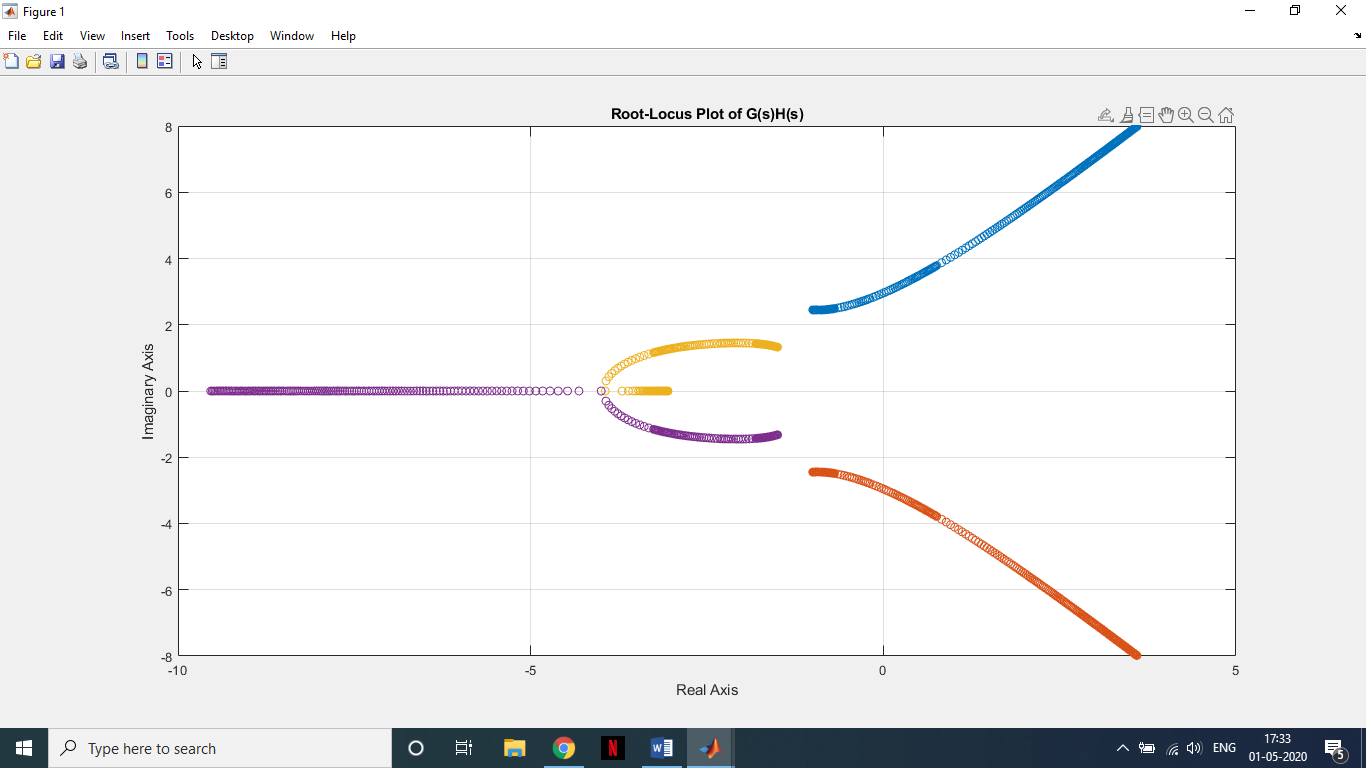 Figure 1
File Edit View Insert Tools Desktop Window Help
Root-Locus Plot of G(s)H(s)
8
6
4
2
0
-2
-4
-6
-8
Imaginary Axis
-10 -5 0 5
Real Axis
Type here to search
N
W
ENG
17:33
01-05-2020
5